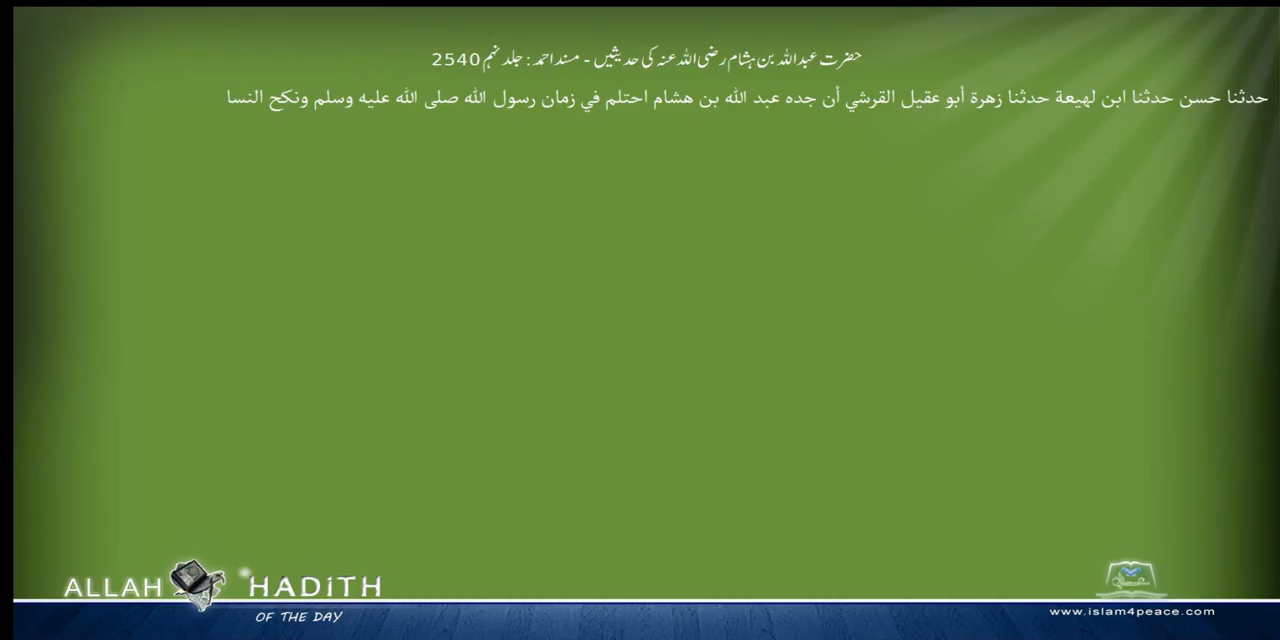 حضرت عبداللہ بن ہشام رضی اللہ عنہ کی حدیثیں - مسند احمد: جلد نہم 2540
حدثنا حسن حدثنا ابن لهيعة حدثنا زهرة أبو عقيل القرشي أن جده عبد الله بن هشام احتلم في زمان رسول الله صلى الله عليه وسلم ونكح النسا
ALLAH HADITH
OF THE DAY
www.islam4peace.com